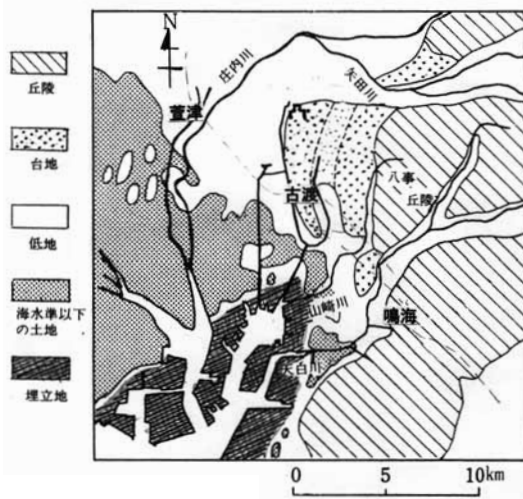 丘陵
台地
低地
海水準以下
の土地
埋立地
N
庄内川
矢田川
萱津
古渡
八事
丘陵
山崎川
鳴海
天白川
0 5 10km